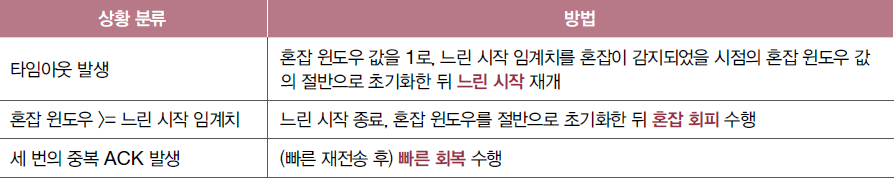 상황 분류 방법
타임아웃 발생
혼잡 윈도우 값을 1로, 느린 시작 임계치를 혼잡이 감지되었을 시점의 혼잡 윈도우 값
의 절반으로 초기화한 뒤 느린 시작 재개
혼잡 윈도우 >= 느린 시작 임계치
느린 시작 종료, 혼잡 윈도우를 절반으로 초기화한 뒤 혼잡 회피 수행
세 번의 중복 ACK 발생
(빠른 재전송 후) 빠른 회복 수행